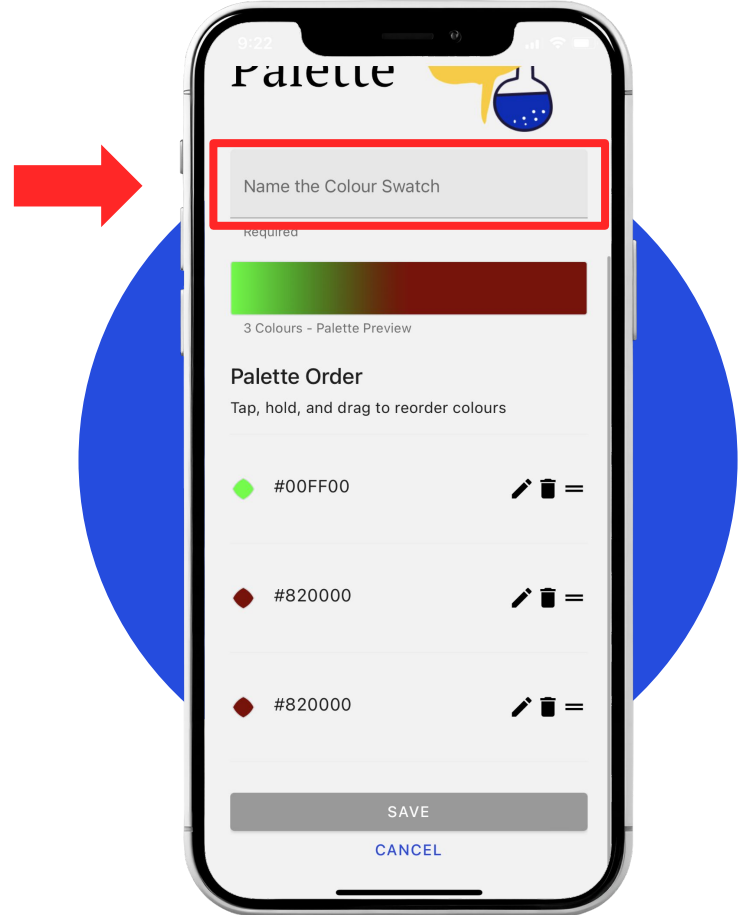 9:22
Palette
Name the Colour Swatch
Required
3 Colours - Palette Preview
Palette Order
Tap, hold, and drag to reorder colours
#00FF00
#820000
#820000
SAVE
CANCEL